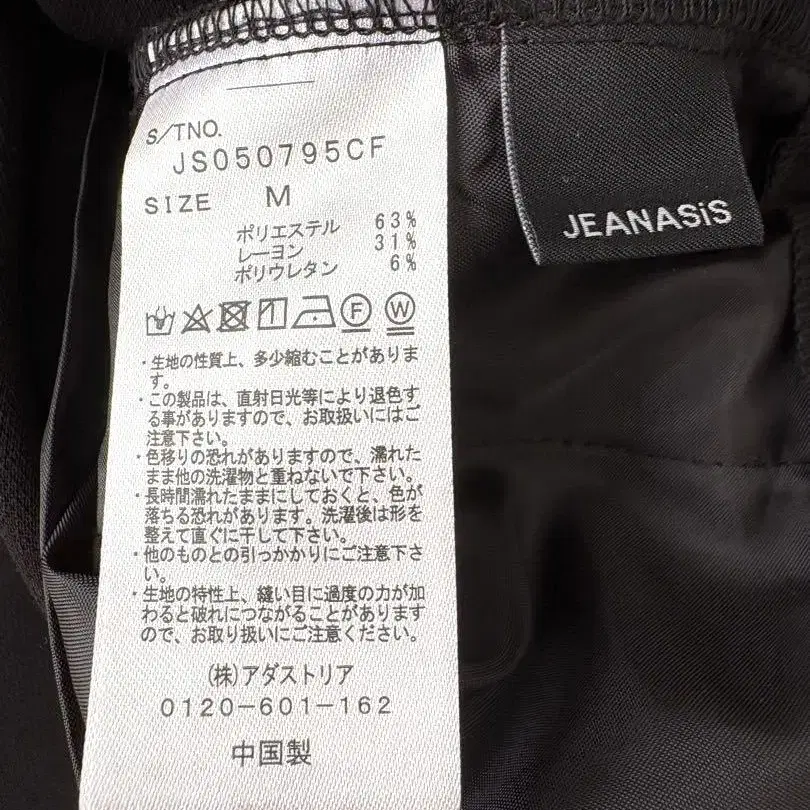 S/TNO.
JS050795CF
SIZE M
ポリエステル 63%
レーヨン 31%
ポリウレタン 6%
F W
・生地の性質上、多少縮むことがありま
す。
・この製品は、直射日光等により退色す
る事がありますので、お取扱いにはご
注意下さい。
・色移りの恐れがありますので、濡れた
まま他の洗濯物と重ねないで下さい。
・長時間濡れたままにしておくと、色が
落ちる恐れがあります。洗濯後は形を
整えて直ぐに干して下さい。
・他のものとの引っかかりにご注意下さ
い。
・生地の特性上、縫い目に過度の力が加
わると破れにつながることがあります
ので、お取り扱いにご注意ください。
(株)アダストリア
0120-601-162
中国製
JEANASiS